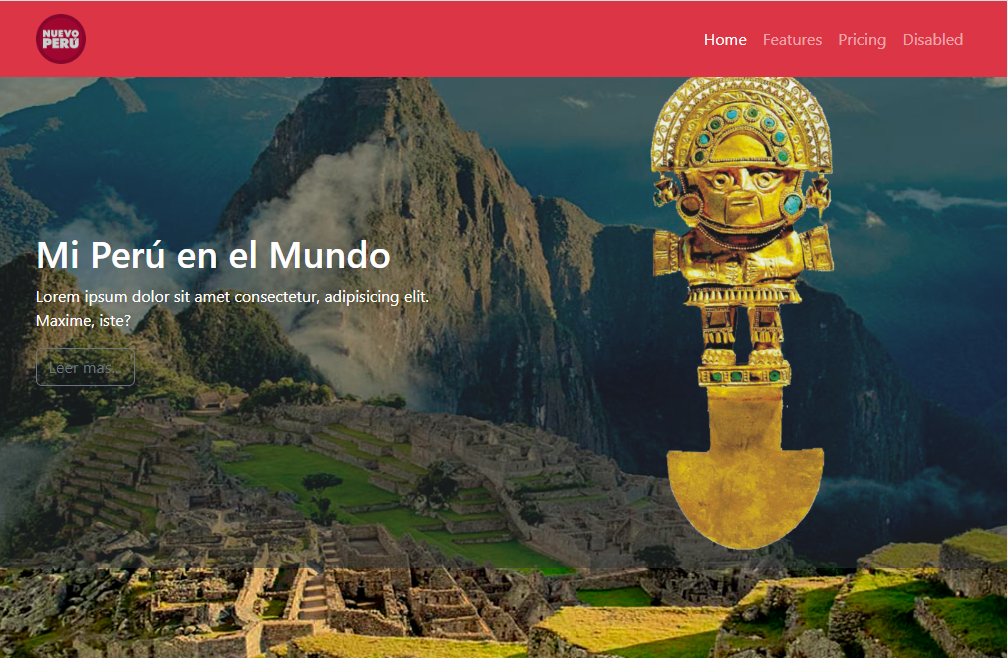 NUEVO
PERÚ
Home Features Pricing Disabled
Mi Perú en el Mundo
Lorem ipsum dolor sit amet consectetur, adipisicing elit.
Maxime, iste?
Leer mas...